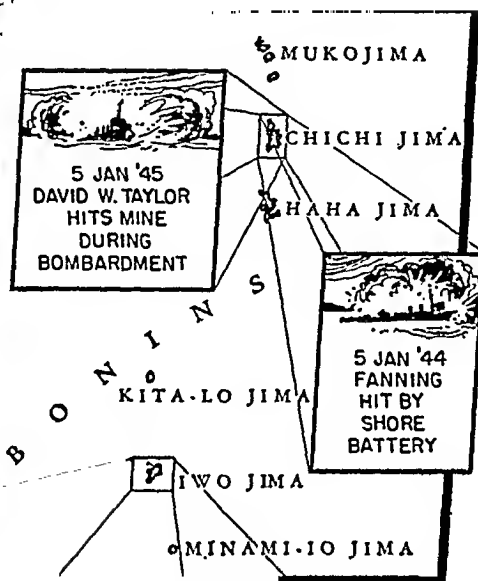 MUKOJIMA
CHICHI JIMA
5 JAN '45
DAVID W. TAYLOR
HITS MINE
DURING
BOMBARDMENT
HAHA JIMA
5 JAN '44
FANNING
HIT BY
SHORE
BATTERY
BONINS
KITA-LO JIMA
IWO JIMA
MINAMI-IO JIMA